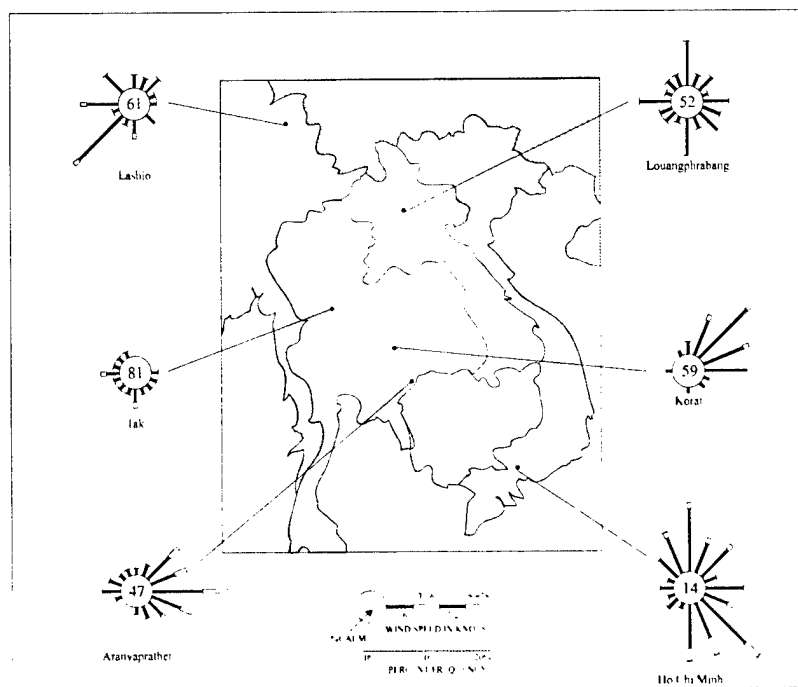 61
52
Lashio
Louangphrabang
81
59
Tak
Korat
47
14
WIND SPEED IN KNOTS
Aranyaprathet
Ho Chi Minh